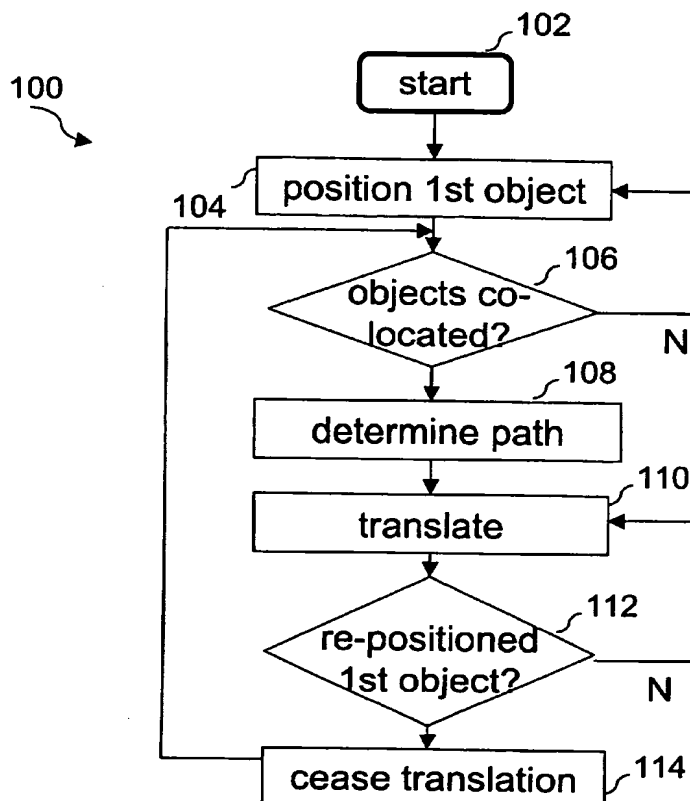 102
start
100
position 1st object
104
106
objects co-
located?
N
108
determine path
110
translate
112
re-positioned
1st object?
N
cease translation
114